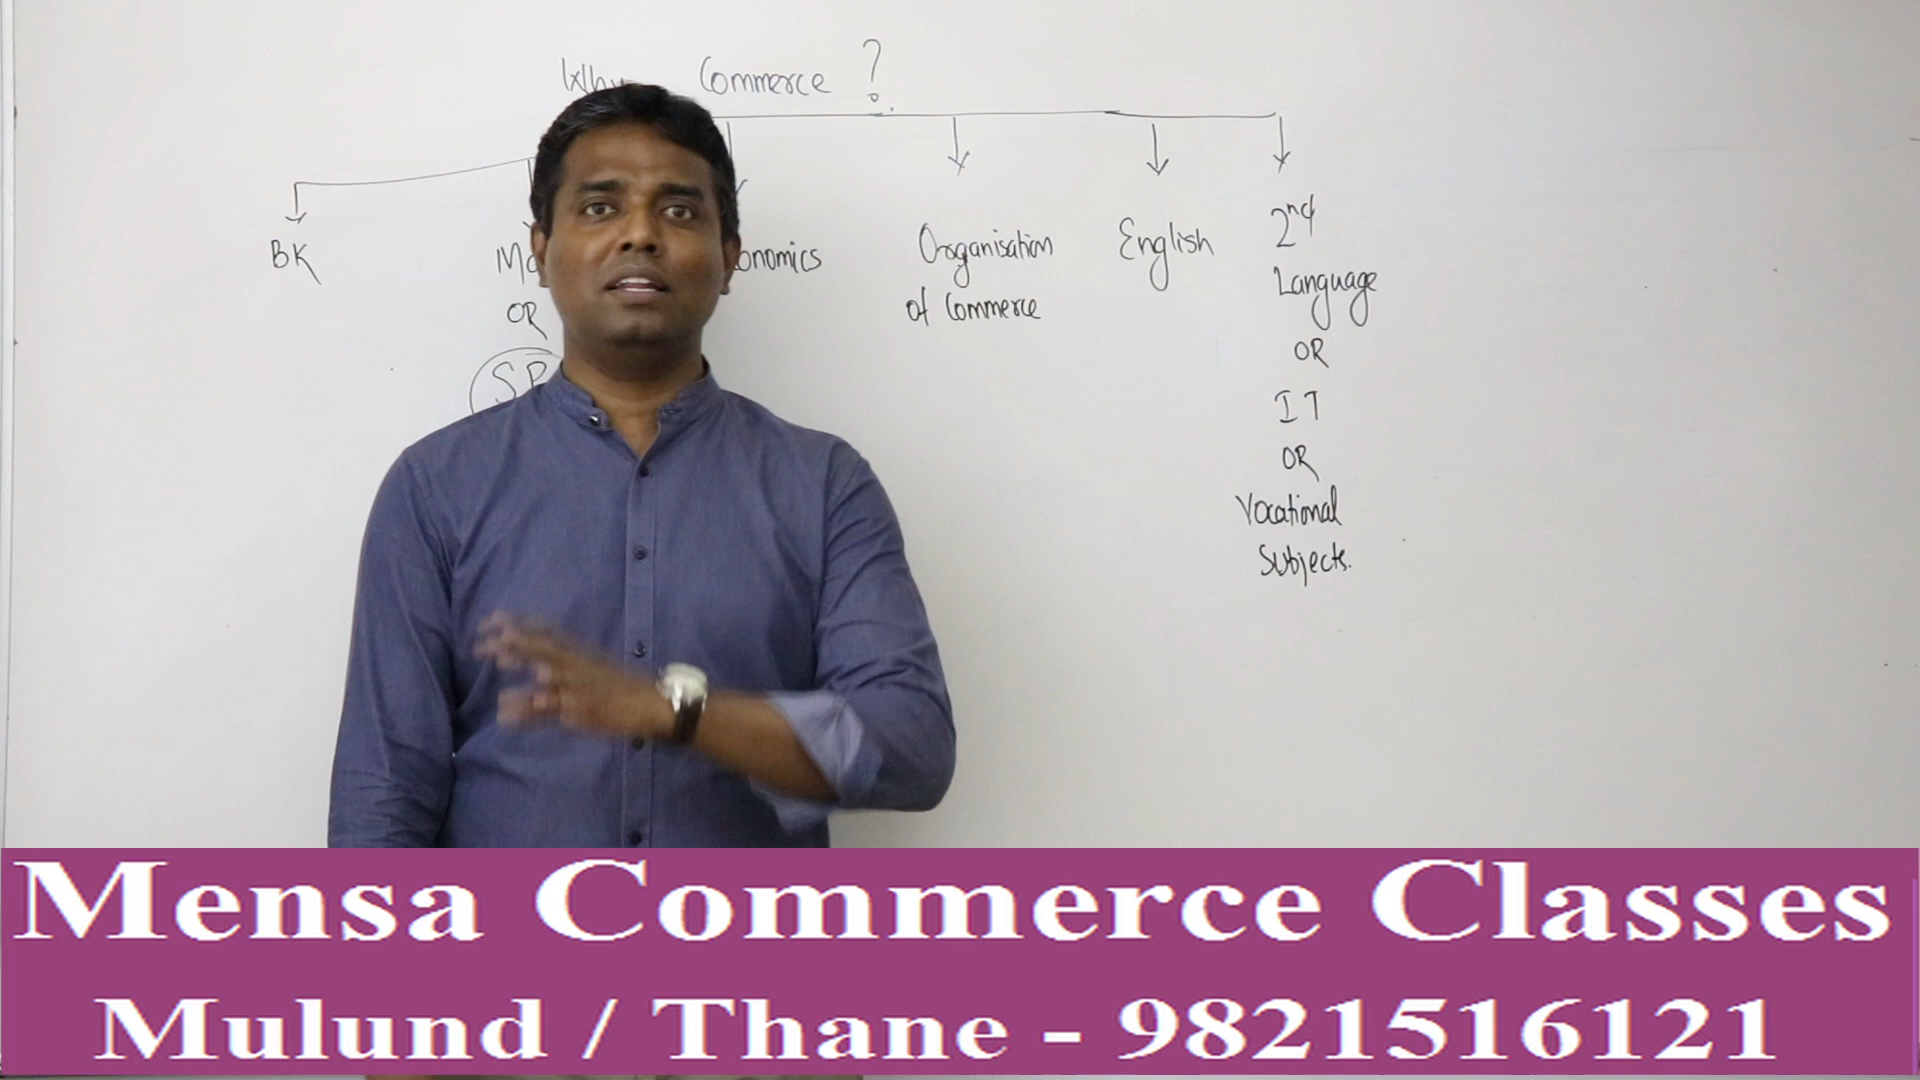 Commerce ?
BK
OR
Organisation
of Commerce
English
2nd
Language
OR
IT
OR
Vocational
Subjects.
Mensa Commerce Classes
Mulund / Thane - 9821516121